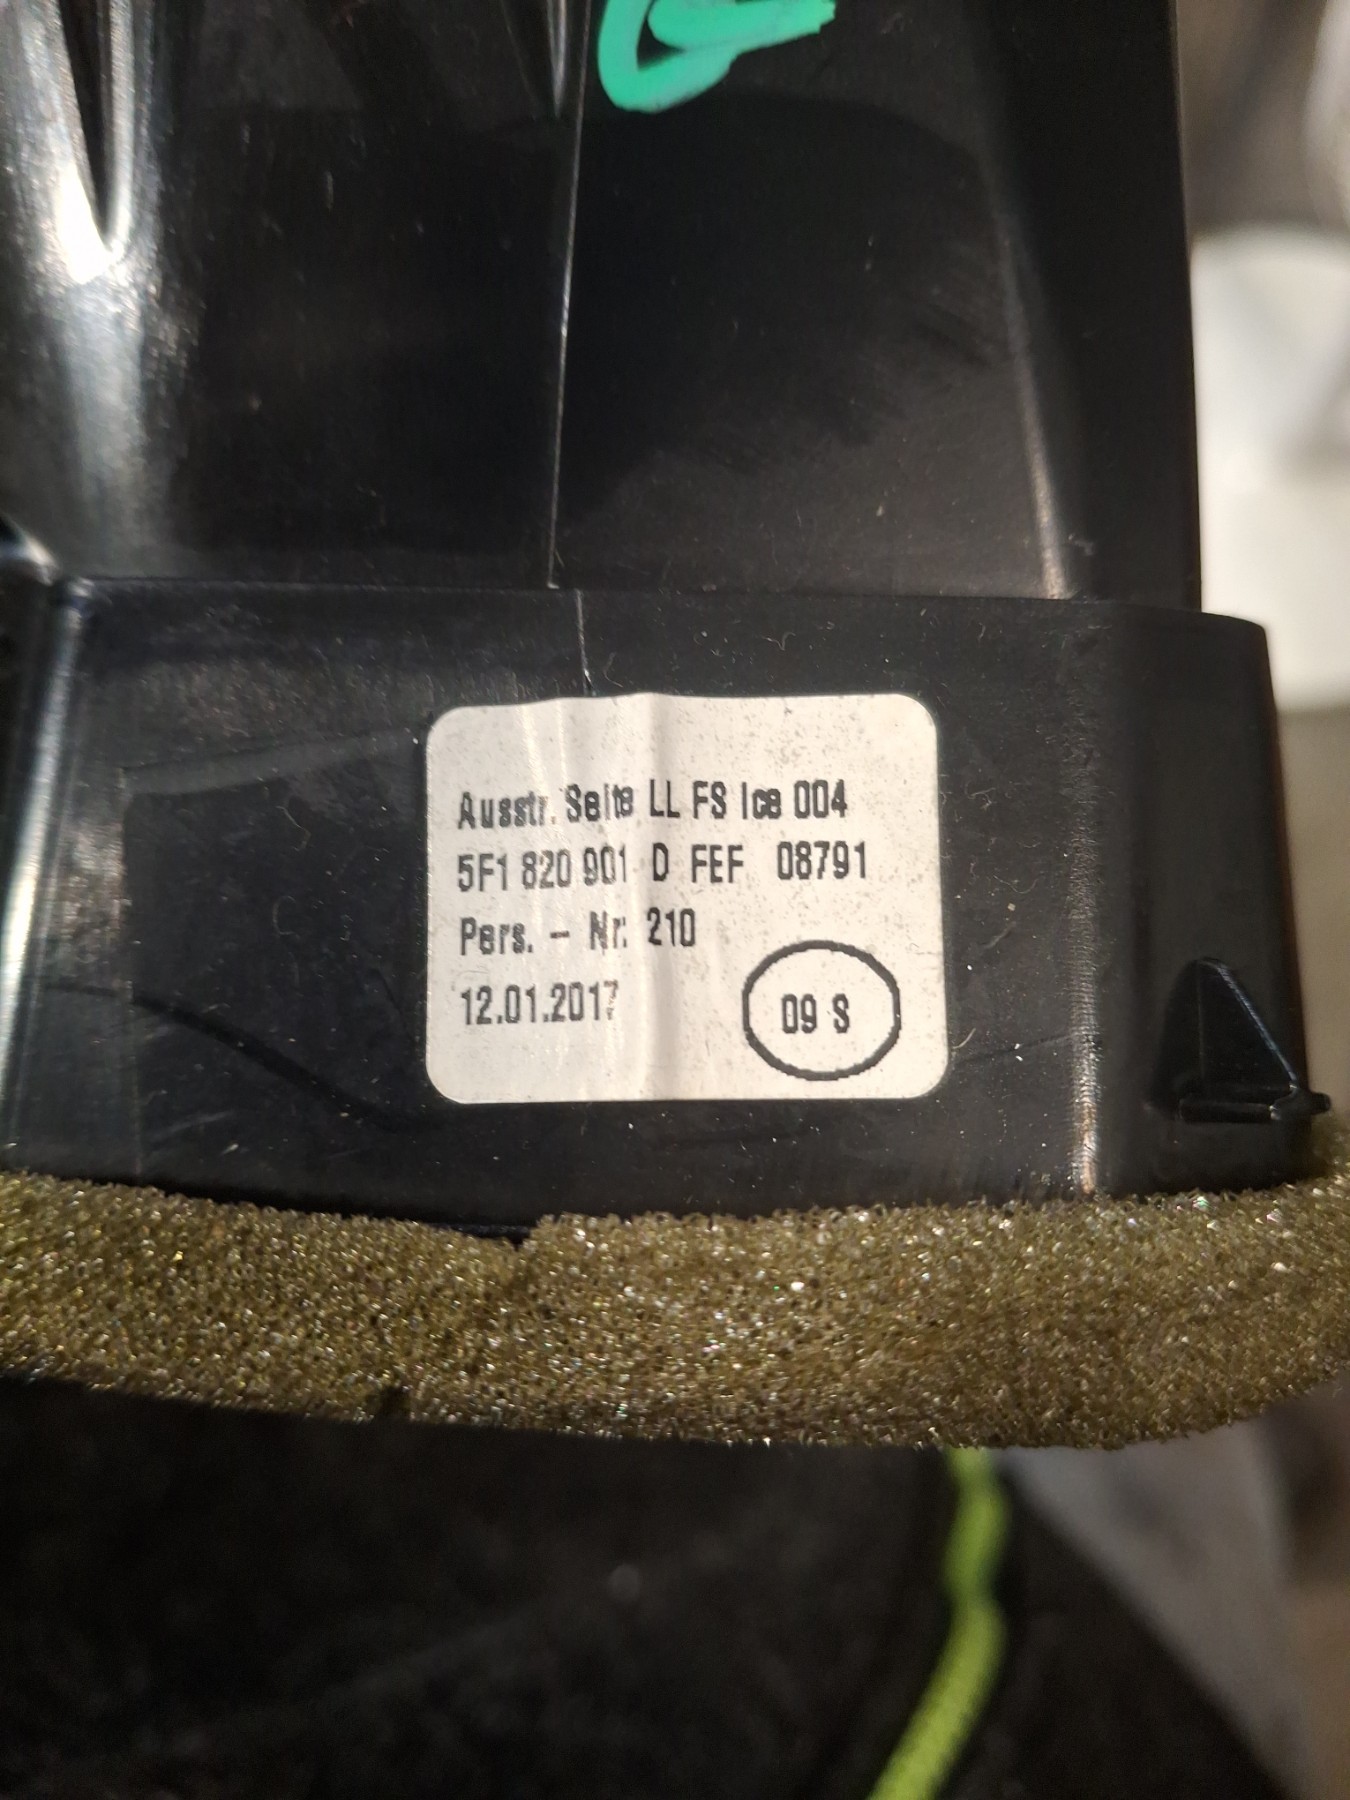 Ausstr. Seite LL FS Ice 004
5F1 820 901 D FEF 08791
Pers. - Nr. 210
12.01.2017
09 S